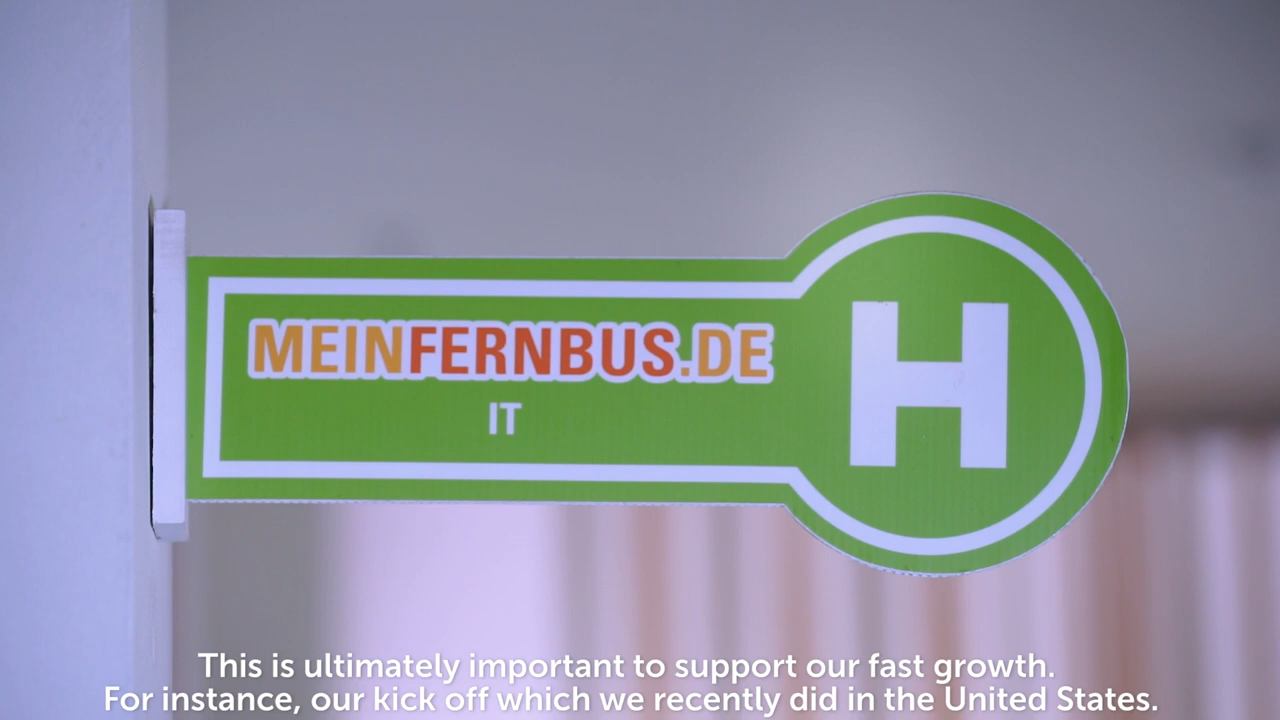 MEINFERNBUS.DE
IT
H
This is ultimately important to support our fast growth.
For instance, our kick off which we recently did in the United States.